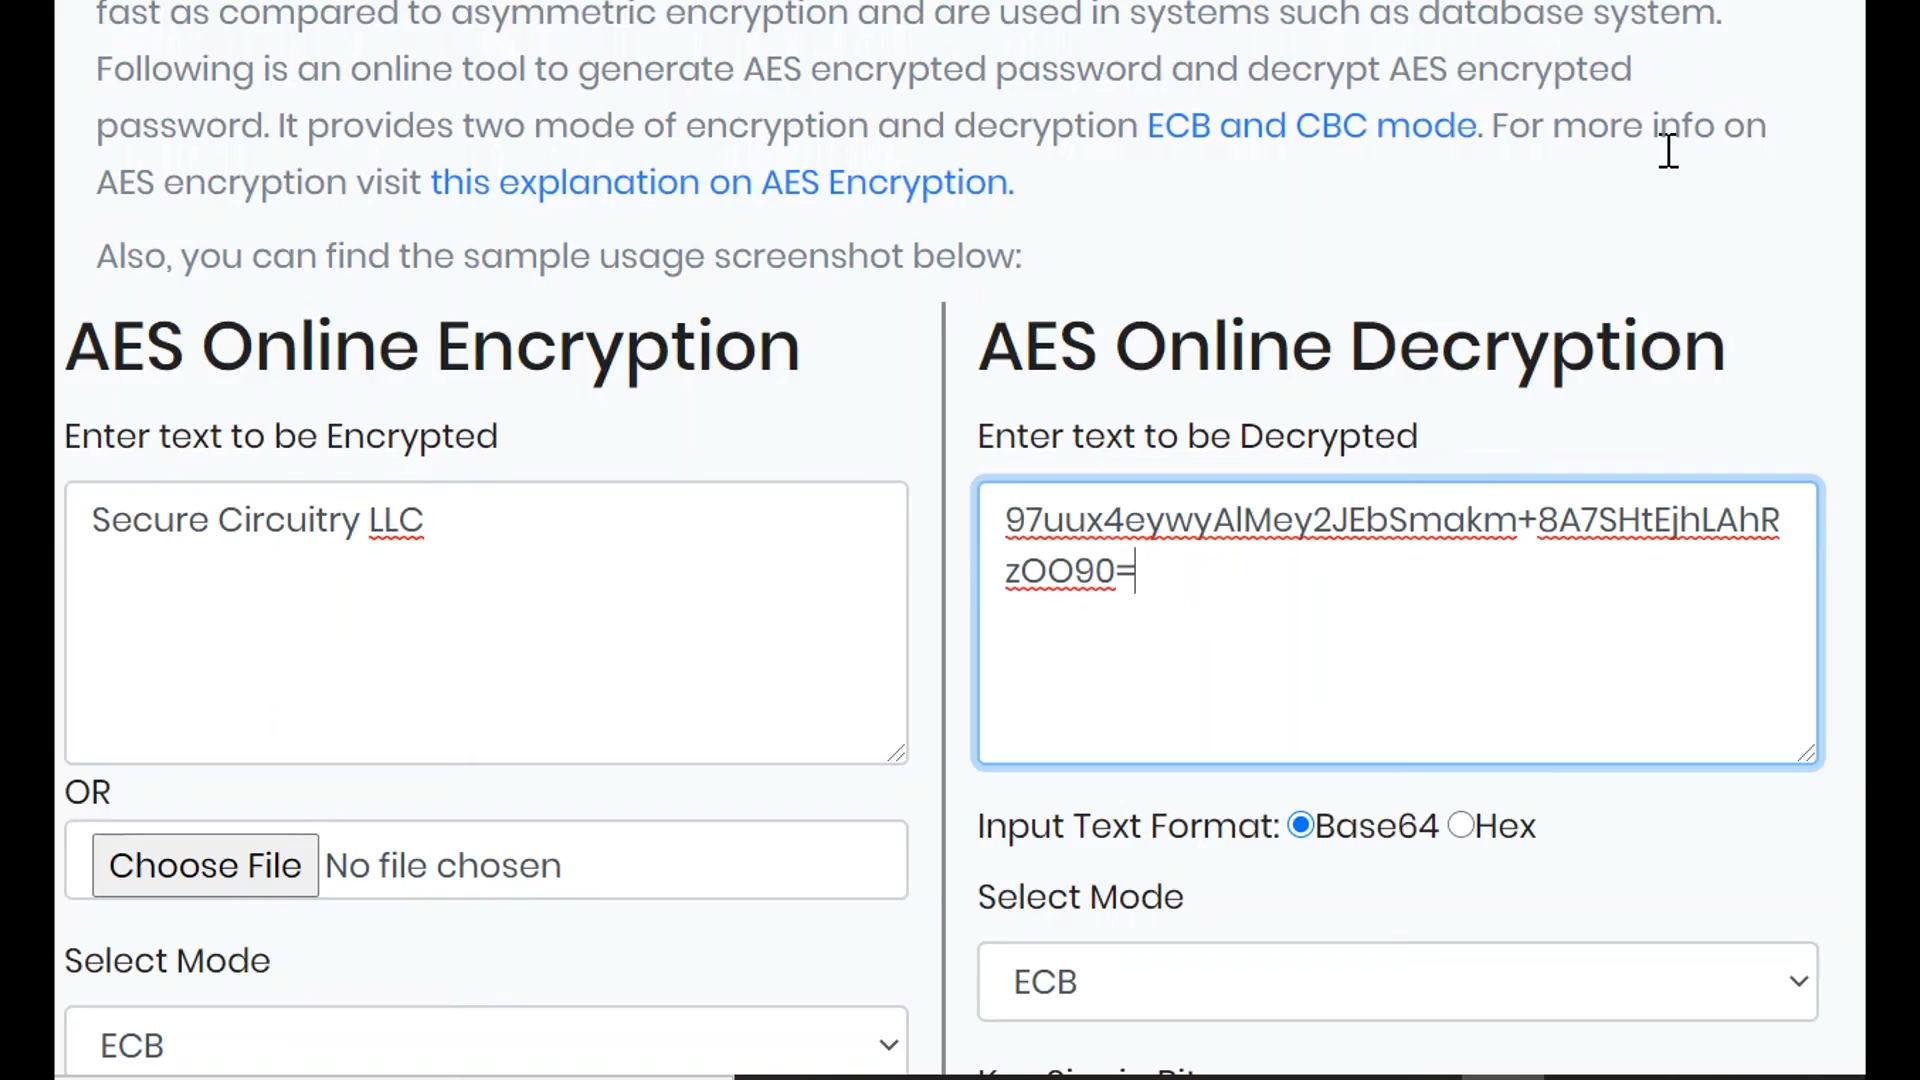 fast as compared to asymmetric encryption and are used in systems such as database system.
Following is an online tool to generate AES encrypted password and decrypt AES encrypted
password. It provides two mode of encryption and decryption ECB and CBC mode. For more info on
AES encryption visit this explanation on AES Encryption.
Also, you can find the sample usage screenshot below:
AES Online Encryption
Enter text to be Encrypted
Secure Circuitry LLC
OR
Choose File No file chosen
Select Mode
ECB
AES Online Decryption
Enter text to be Decrypted
97uux4eywyAlMey2JEbSmakm+8A7SHtEjhLAhR
zOO90=
Input Text Format: Base64 Hex
Select Mode
ECB